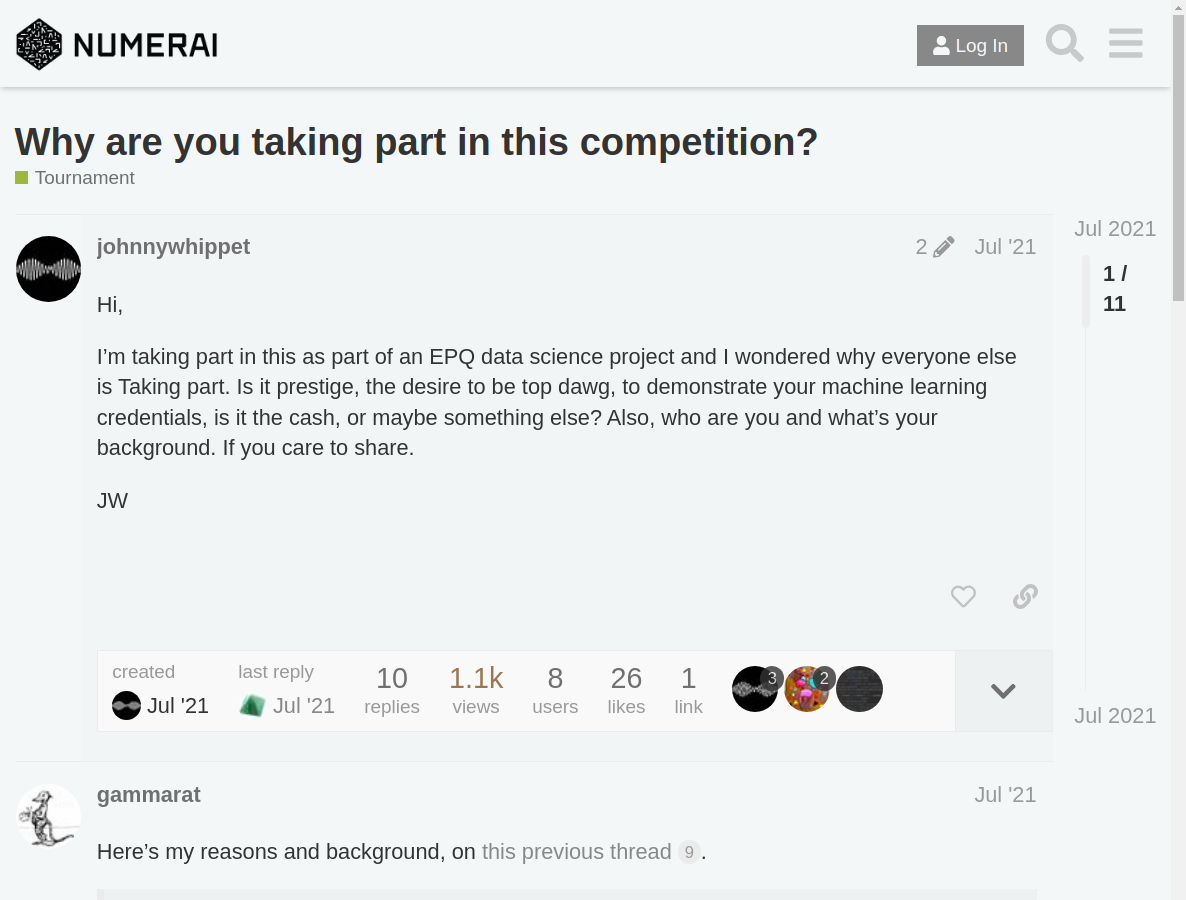 NUMERAI
Log In
Why are you taking part in this competition?
Tournament
johnnywhippet
2
Jul '21
Hi,
I’m taking part in this as part of an EPQ data science project and I wondered why everyone else
is Taking part. Is it prestige, the desire to be top dawg, to demonstrate your machine learning
credentials, is it the cash, or maybe something else? Also, who are you and what’s your
background. If you care to share.
JW
Jul 2021
1 /
11
Jul 2021
created
Jul '21
last reply
Jul '21
10
replies
1.1k
views
8
users
26
likes
1
link
3
2
gammarat
Jul '21
Here’s my reasons and background, on this previous thread 9.